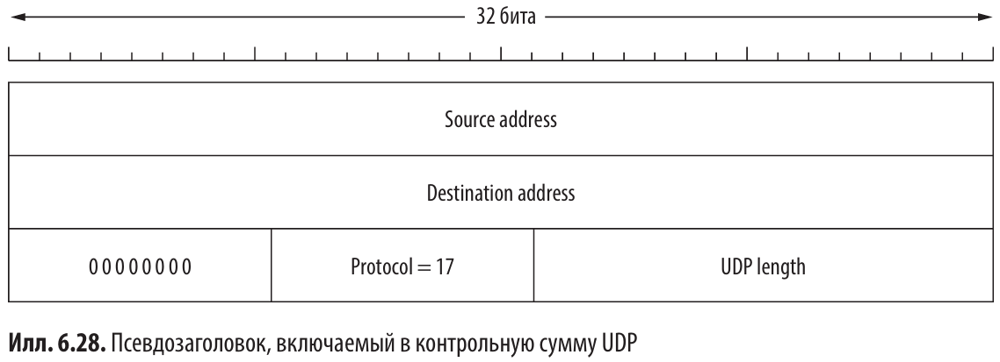 32 бита
Source address
Destination address
0 0 0 0 0 0 0 0 Protocol = 17 UDP length
Илл. 6.28. Псевдозаголовок, включаемый в контрольную сумму UDP